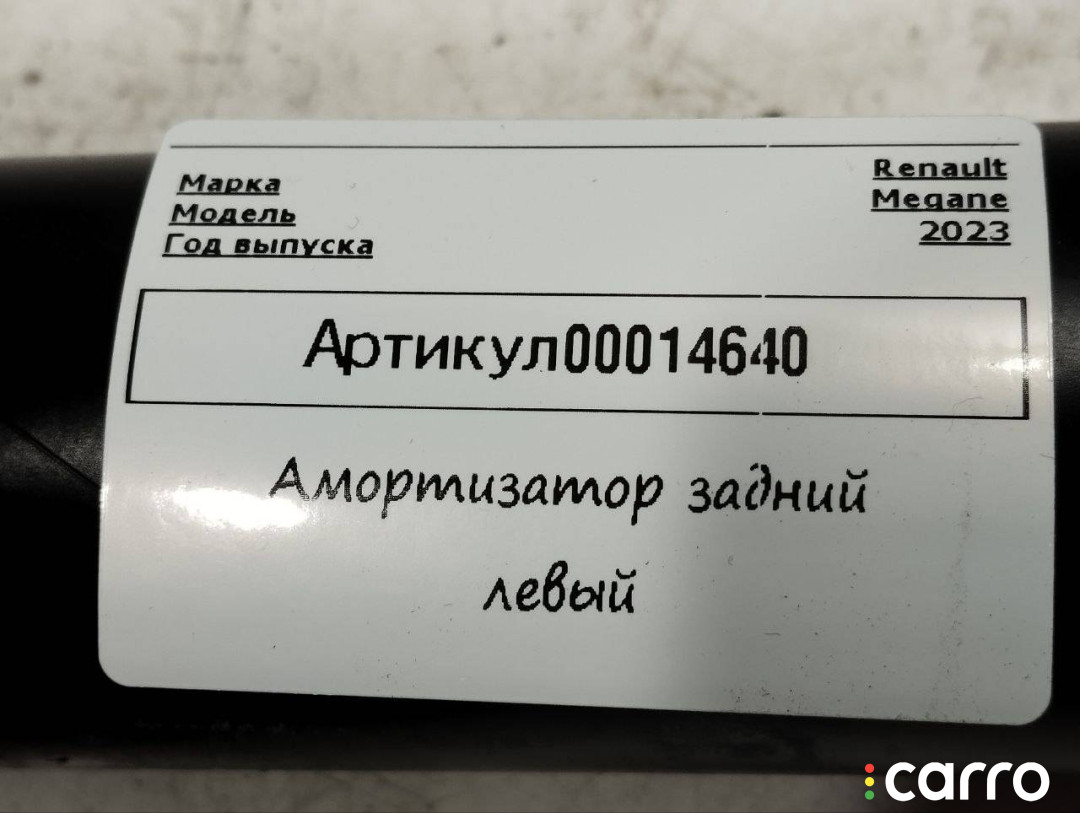 Марка Renault
Модель Megane
Год выпуска 2023
Артикул00014640
Амортизатор задний
левый
carro